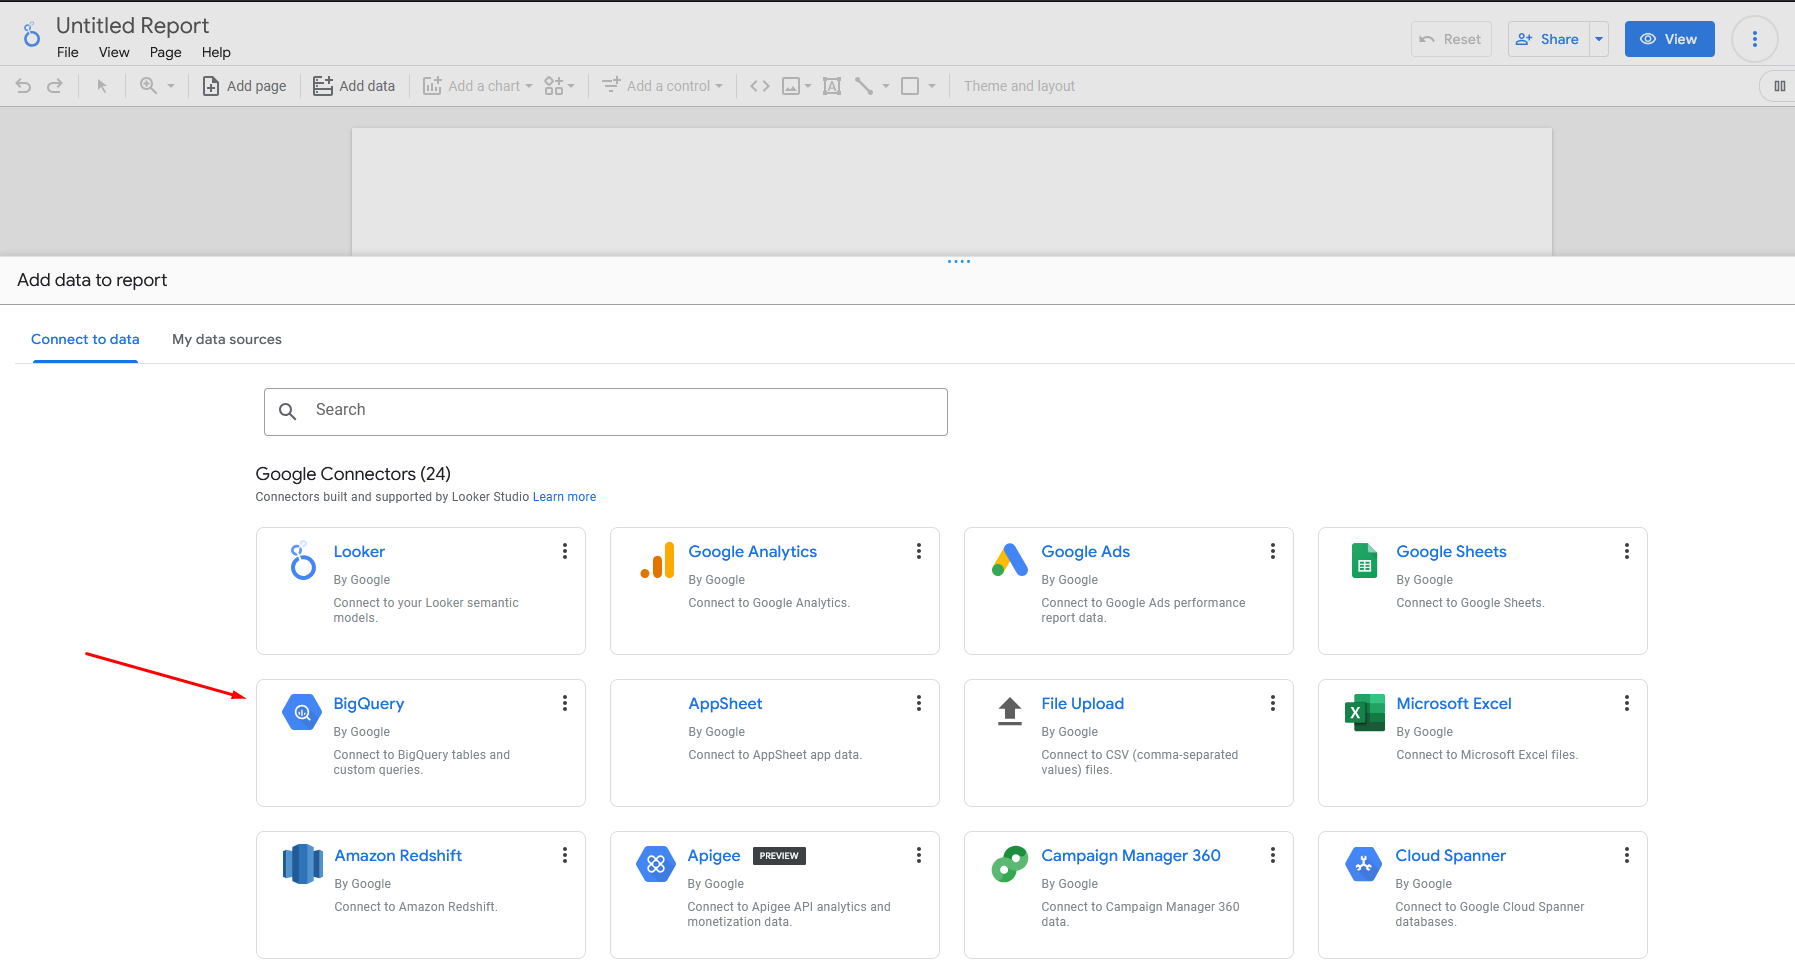 Untitled Report
File View Page Help
Reset Share View
Add page Add data Add a chart Add a control Theme and layout
Add data to report
Connect to data My data sources
Search
Google Connectors (24)
Connectors built and supported by Looker Studio Learn more
Looker
By Google
Connect to your Looker semantic
models.
Google Analytics
By Google
Connect to Google Analytics.
Google Ads
By Google
Connect to Google Ads performance
report data.
Google Sheets
By Google
Connect to Google Sheets.
BigQuery
By Google
Connect to BigQuery tables and
custom queries.
AppSheet
By Google
Connect to AppSheet app data.
File Upload
By Google
Connect to CSV (comma-separated
values) files.
Microsoft Excel
By Google
Connect to Microsoft Excel files.
Amazon Redshift
By Google
Connect to Amazon Redshift.
Apigee PREVIEW
By Google
Connect to Apigee API analytics and
monetization data.
Campaign Manager 360
By Google
Connect to Campaign Manager 360
data.
Cloud Spanner
By Google
Connect to Google Cloud Spanner
databases.